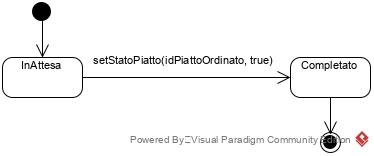 InAttesa
setStatoPiatto(idPiattoOrdinato, true)
Completato
Powered By Visual Paradigm Community Edition